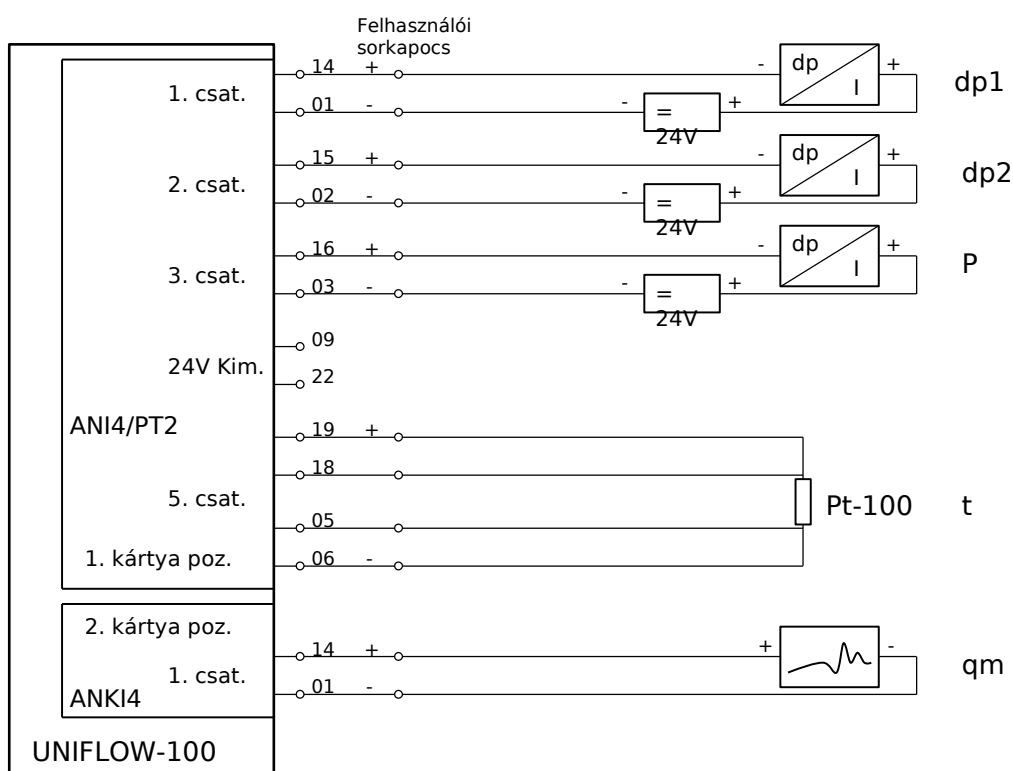 Felhasználói
sorkapocs
14 + - dp I + dp1
1. csat.
01 - - = 24V +
15 + - dp I + dp2
2. csat.
02 - - = 24V +
16 + - dp I + P
3. csat.
03 - - = 24V +
09
24V Kim.
22
ANI4/PT2
19 +
18
5. csat.
Pt-100 t
05
1. kártya poz.
06 -
2. kártya poz.
14 + + - qm
1. csat.
01 -
ANKI4
UNIFLOW-100